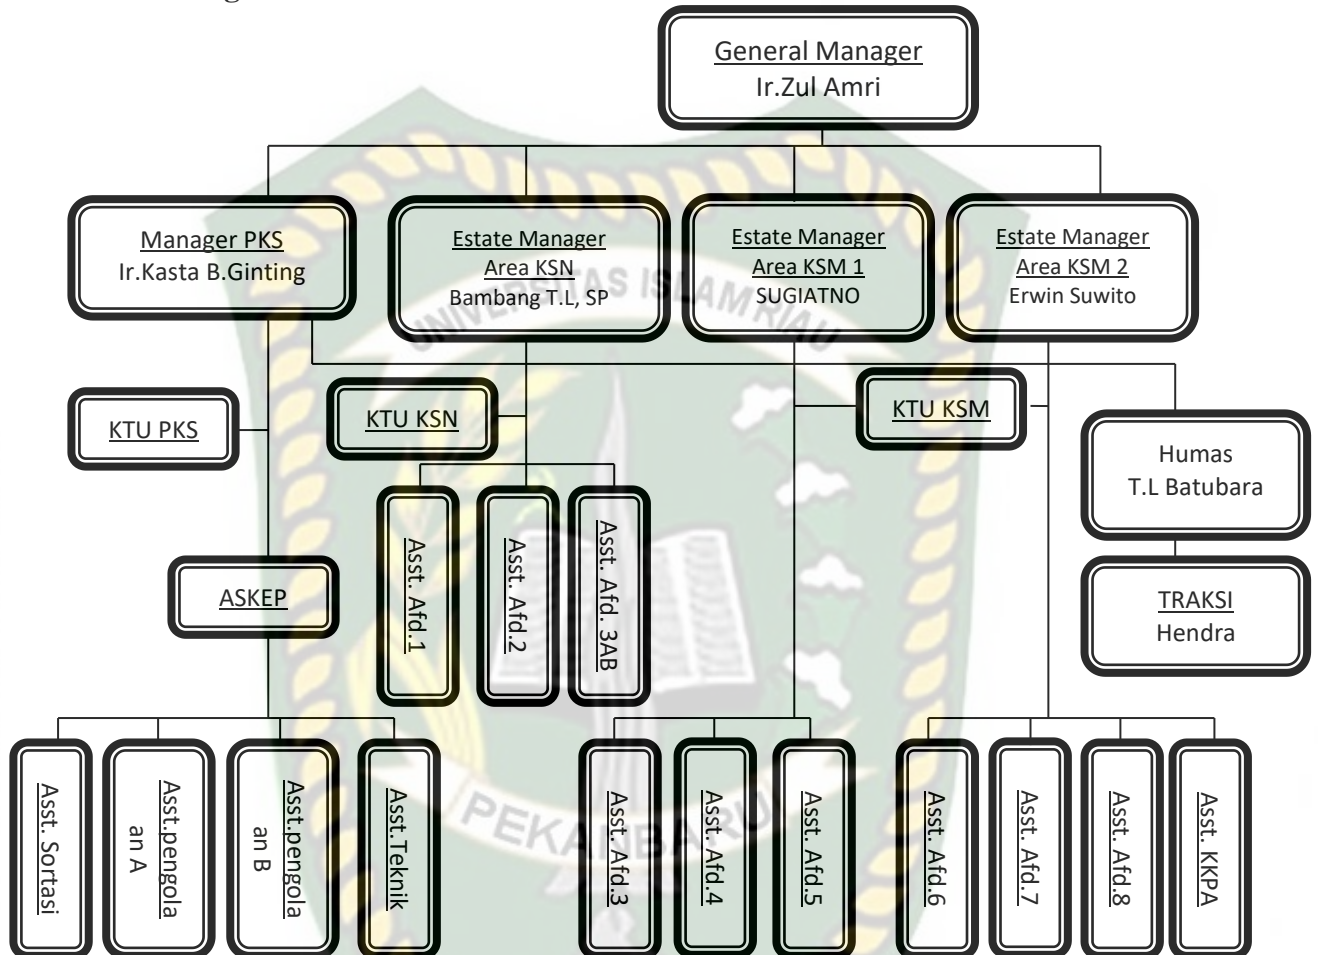 General Manager
Ir.Zul Amri
Manager PKS
Ir.Kasta B.Ginting
Estate Manager
Area KSN
Bambang T.L, SP
Estate Manager
Area KSM 1
SUGIATNO
Estate Manager
Area KSM 2
Erwin Suwito
UNIVERSITAS ISLAM RIAU
KTU PKS
KTU KSN
KTU KSM
Humas
T.L Batubara
ASKEP
Asst. Afd.1
Asst. Afd.2
Asst. Afd. 3AB
TRAKSI
Hendra
Asst. Sortasi
Asst.pengola
an A
Asst.pengola
an B
Asst.Teknik
Asst. Afd.3
Asst. Afd.4
Asst. Afd.5
Asst. Afd.6
Asst. Afd.7
Asst. Afd.8
Asst. KKPA
PEKANBARU